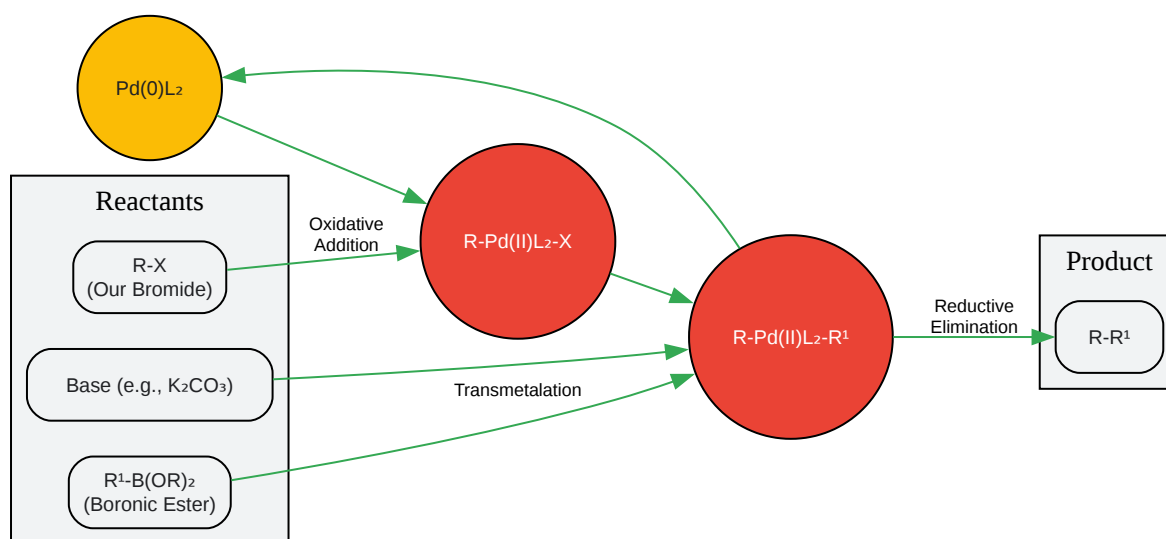 Pd(0)L₂
Reactants
R-X
(Our Bromide)
Base (e.g., K₂CO₃)
R¹-B(OR)₂
(Boronic Ester)
Oxidative
Addition
R-Pd(II)L₂-X
Transmetalation
R-Pd(II)L₂-R¹
Reductive
Elimination
Product
R-R¹